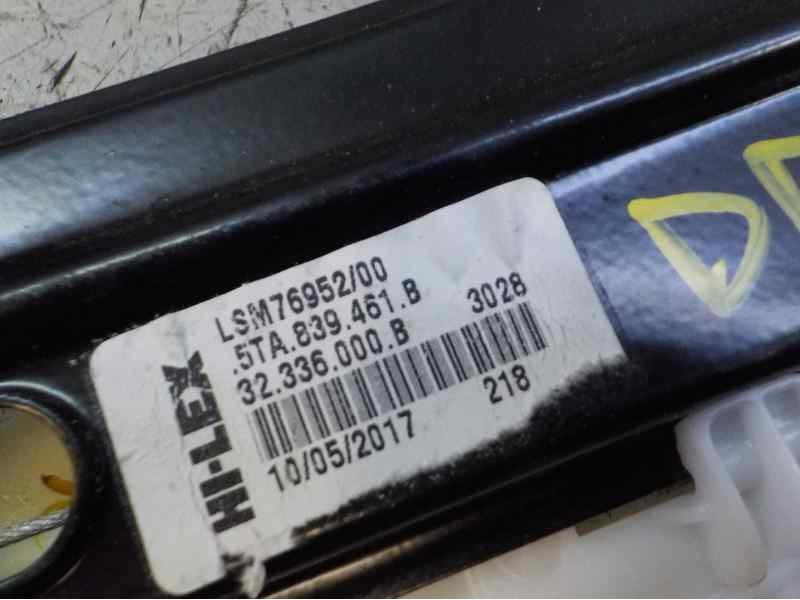 HI-LEX
LSM76952/00
.5TA.839.461.B 3028
32.336.000.B
10/05/2017 218
D